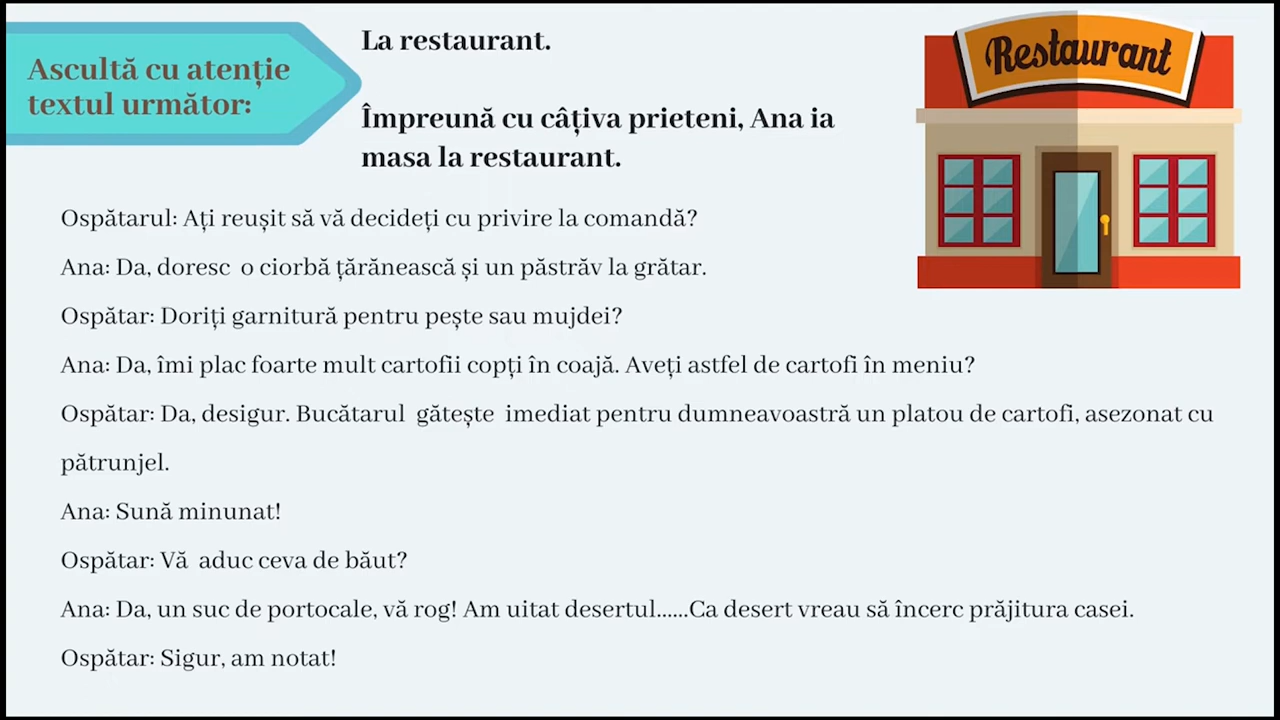 Ascultă cu atenție
textul următor:
La restaurant.
Împreună cu câțiva prieteni, Ana ia
masa la restaurant.
Restaurant
Ospătarul: Ați reușit să vă decideți cu privire la comandă?
Ana: Da, doresc o ciorbă țărănească și un păstrăv la grătar.
Ospătar: Doriți garnitură pentru pește sau mujdei?
Ana: Da, îmi plac foarte mult cartofii copți în coajă. Aveți astfel de cartofi în meniu?
Ospătar: Da, desigur. Bucătarul gătește imediat pentru dumneavoastră un platou de cartofi, asezonat cu
pătrunjel.
Ana: Sună minunat!
Ospătar: Vă aduc ceva de băut?
Ana: Da, un suc de portocale, vă rog! Am uitat desertul......Ca desert vreau să încerc prăjitura casei.
Ospătar: Sigur, am notat!